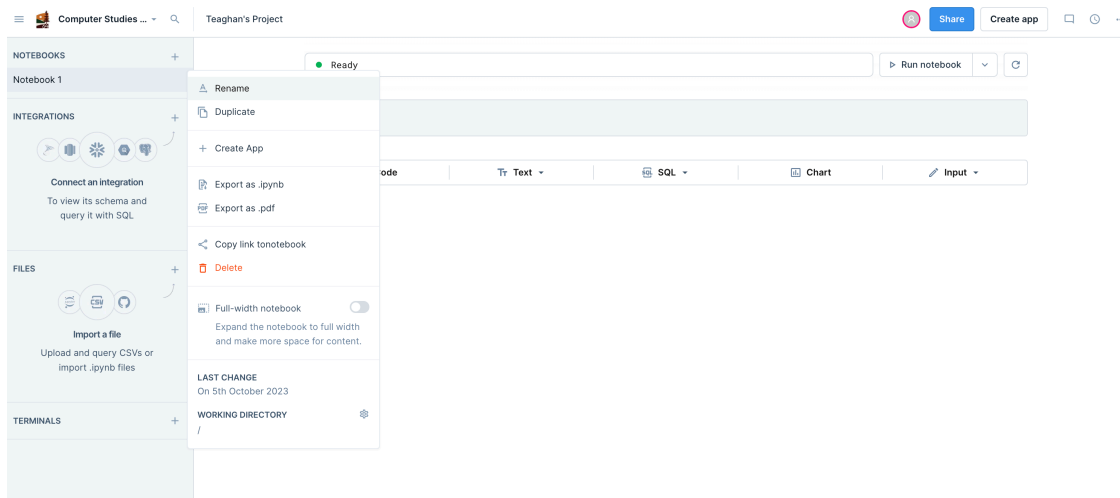 Computer Studies ...
Teaghan's Project
Share
Create app
NOTEBOOKS
Notebook 1
INTEGRATIONS
Connect an integration
To view its schema and
query it with SQL
FILES
CSV
Import a file
Upload and query CSVs or
import .ipynb files
TERMINALS
Rename
Duplicate
Create App
Export as .ipynb
PDF
Export as .pdf
Copy link tonotebook
Delete
Full-width notebook
Expand the notebook to full width
and make more space for content.
LAST CHANGE
On 5th October 2023
WORKING DIRECTORY
/
Ready
Run notebook
ode
Tт Text
SQL SQL
Chart
Input